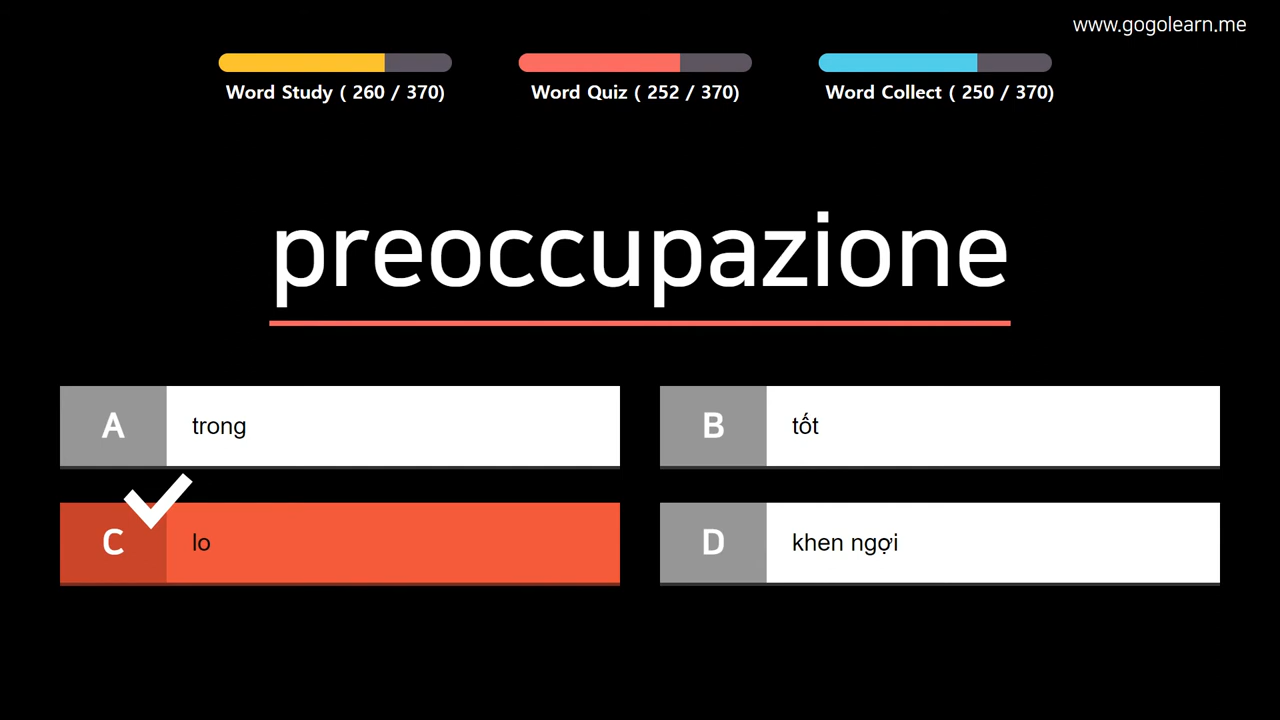 www.gogolearn.me
Word Study ( 260 / 370)
Word Quiz ( 252 / 370)
Word Collect ( 250 / 370)
preoccupazione
A trong
B tốt
C lo
D khen ngợi